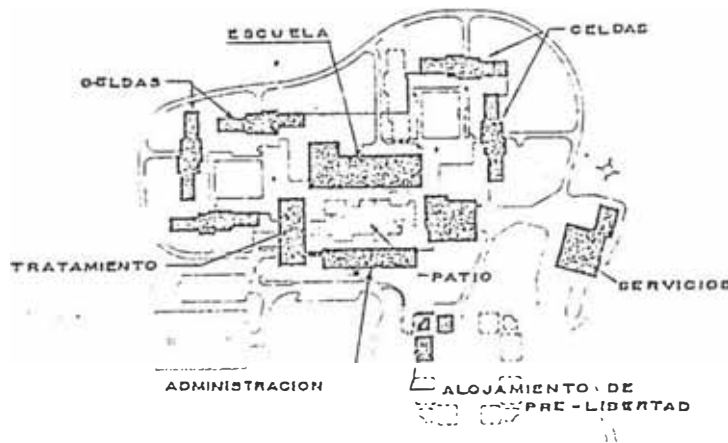 ESCUELA
CELDAS
CELDAS
TRATAMIENTO
PATIO
SERVICIOS
ADMINISTRACION
ALOJAMIENTO DE
PRE-LIBERTAD